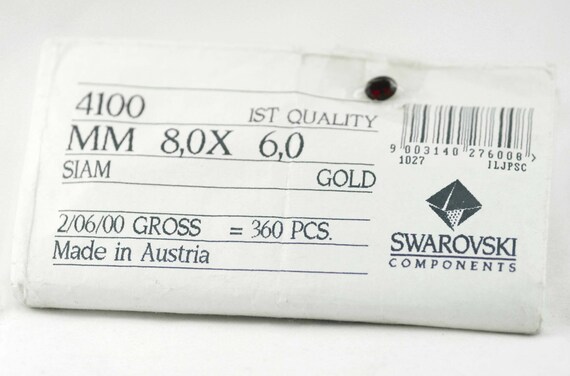 4100 1ST QUALITY
MM 8,0X 6,0
SIAM GOLD
2/06/00 GROSS = 360 PCS.
Made in Austria
9 003140 276008 >
1027 ILJPSC
SWAROVSKI
COMPONENTS